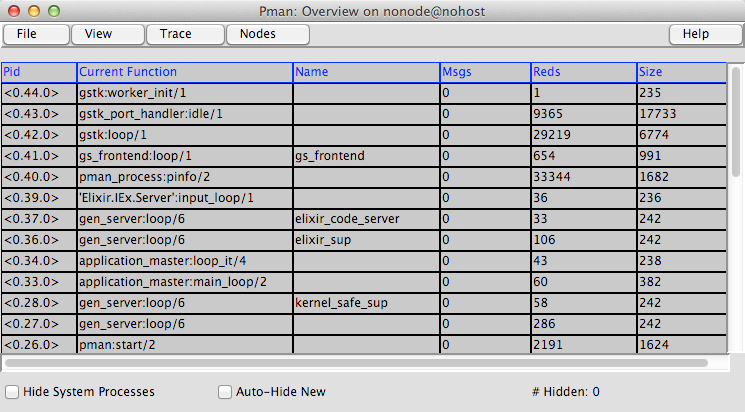 Pman: Overview on nonode@nohost
File View Trace Nodes Help
Pid Current Function Name Msgs Reds Size
<0.44.0> gstk:worker_init/1 0 1 235
<0.43.0> gstk_port_handler:idle/1 0 9365 17733
<0.42.0> gstk:loop/1 0 29219 6774
<0.41.0> gs_frontend:loop/1 gs_frontend 0 654 991
<0.40.0> pman_process:pinfo/2 0 33344 1682
<0.39.0> 'Elixir.IEx.Server':input_loop/1 0 36 236
<0.37.0> gen_server:loop/6 elixir_code_server 0 33 242
<0.36.0> gen_server:loop/6 elixir_sup 0 106 242
<0.34.0> application_master:loop_it/4 0 43 238
<0.33.0> application_master:main_loop/2 0 60 382
<0.28.0> gen_server:loop/6 kernel_safe_sup 0 58 242
<0.27.0> gen_server:loop/6 0 286 242
<0.26.0> pman:start/2 0 2191 1624
Hide System Processes Auto-Hide New # Hidden: 0